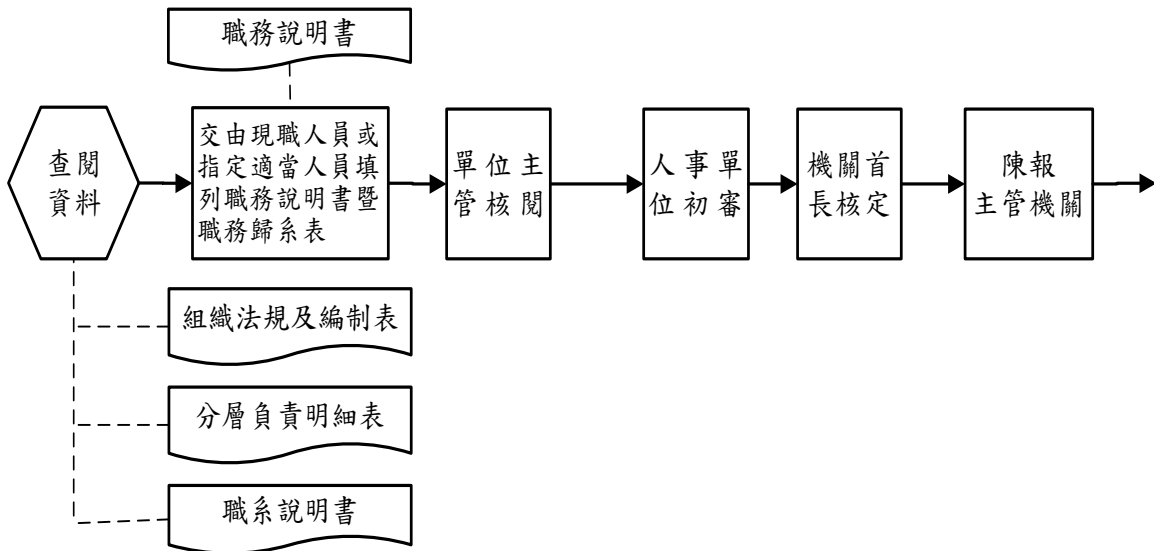 職務說明書
查閱
資料
交由現職人員或
指定適當人員填
列職務說明書暨
職務歸系表
單位主
管核閱
人事單
位初審
機關首
長核定
陳報
主管機關
組織法規及編制表
分層負責明細表
職系說明書